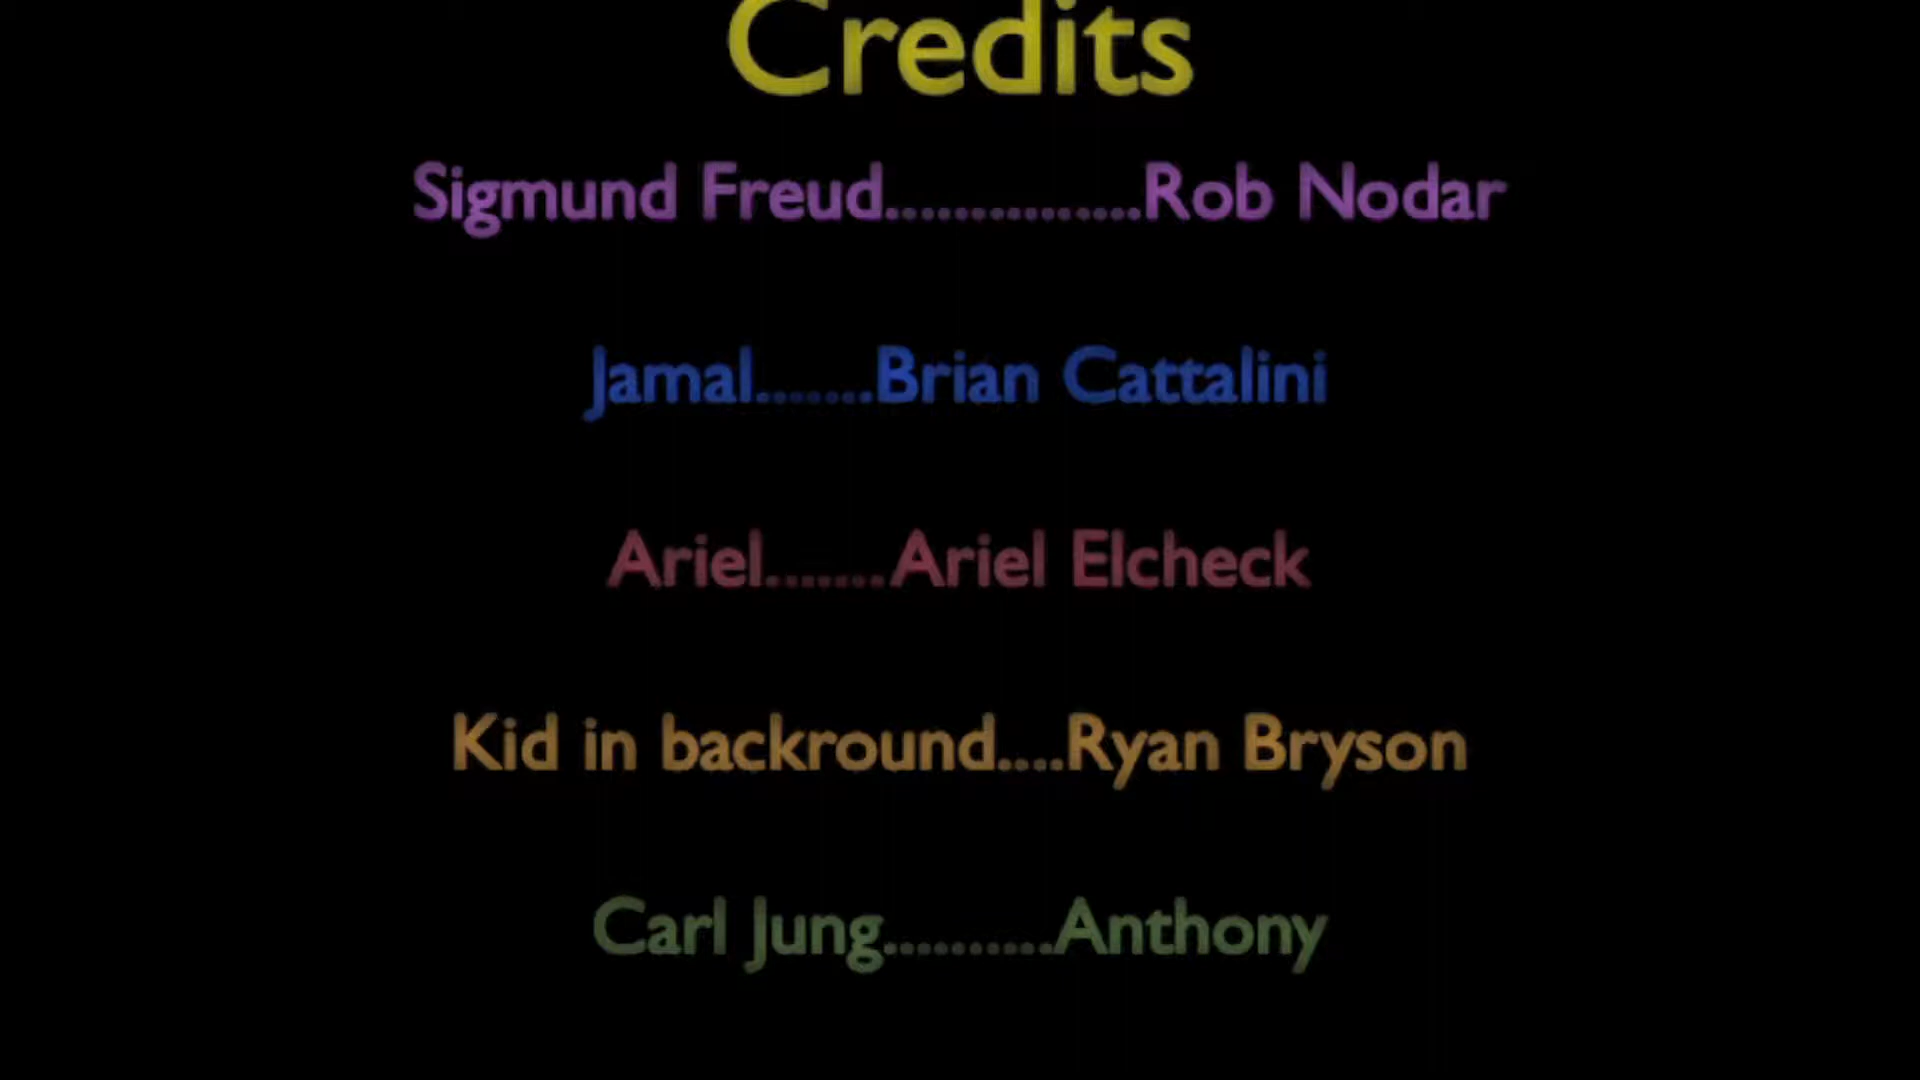 Credits
Sigmund Freud...............Rob Nodar
Jamal.......Brian Cattalini
Ariel.......Ariel Elcheck
Kid in backround....Ryan Bryson
Carl Jung..........Anthony